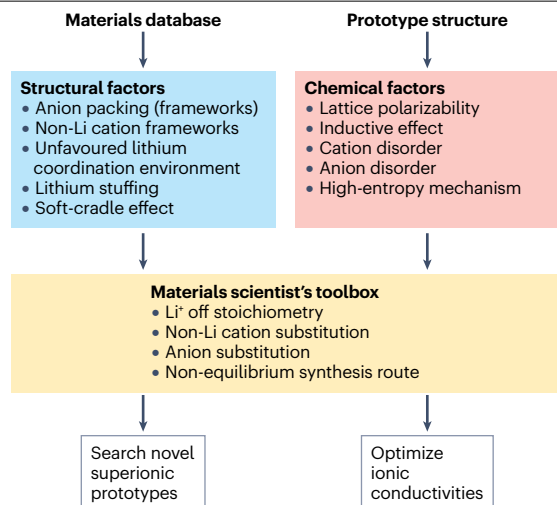 Materials database
Prototype structure
Structural factors
• Anion packing (frameworks)
• Non-Li cation frameworks
• Unfavoured lithium
coordination environment
• Lithium stuffing
• Soft-cradle effect
Chemical factors
• Lattice polarizability
• Inductive effect
• Cation disorder
• Anion disorder
• High-entropy mechanism
Materials scientist's toolbox
• Li⁺ off stoichiometry
• Non-Li cation substitution
• Anion substitution
• Non-equilibrium synthesis route
Search novel
superionic
prototypes
Optimize
ionic
conductivities